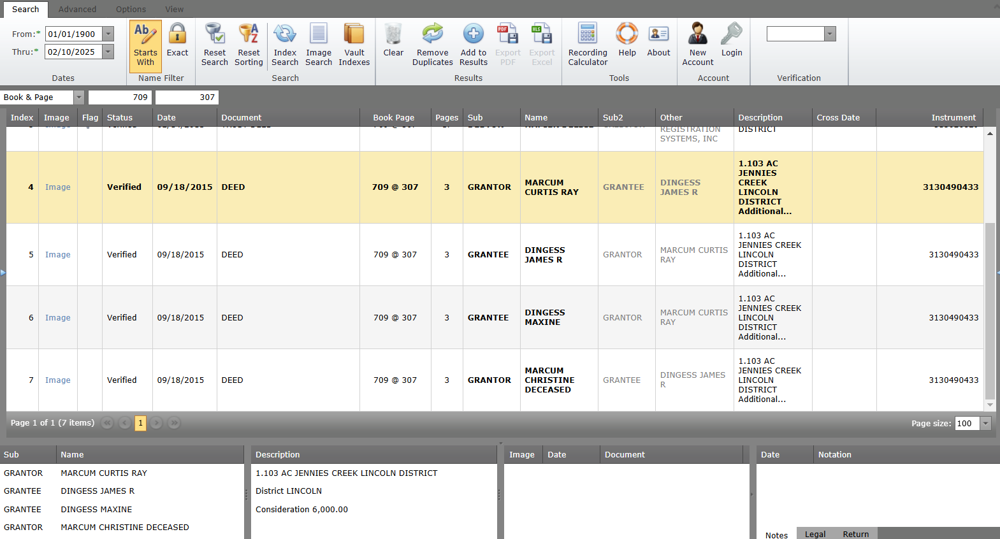 Search Advanced Options View
From:* 01/01/1900
Thru:* 02/10/2025
Dates
Ab
Starts With
Exact
Name Filter
Reset Search
Reset Sorting
Index Search
Image Search
Vault Indexes
Search
Clear
Remove Duplicates
Add to Results
PDF
Export PDF
XLS
Export Excel
Results
Recording Calculator
Help
About
Tools
New Account
Login
Account
Verification
Book & Page 709 307
Index Image Flag Status Date Document Book Page Pages Sub Name Sub2 Other Description Cross Date Instrument
REGISTRATION DISTRICT
SYSTEMS, INC
4 Image Verified 09/18/2015 DEED 709 @ 307 3 GRANTOR MARCUM CURTIS RAY GRANTEE DINGESS JAMES R 1.103 AC JENNIES CREEK LINCOLN DISTRICT Additional... 3130490433
5 Image Verified 09/18/2015 DEED 709 @ 307 3 GRANTEE DINGESS JAMES R GRANTOR MARCUM CURTIS RAY 1.103 AC JENNIES CREEK LINCOLN DISTRICT Additional... 3130490433
6 Image Verified 09/18/2015 DEED 709 @ 307 3 GRANTEE DINGESS MAXINE GRANTOR MARCUM CURTIS RAY 1.103 AC JENNIES CREEK LINCOLN DISTRICT Additional... 3130490433
7 Image Verified 09/18/2015 DEED 709 @ 307 3 GRANTOR MARCUM CHRISTINE DECEASED GRANTEE DINGESS JAMES R 1.103 AC JENNIES CREEK LINCOLN DISTRICT Additional... 3130490433
Page 1 of 1 (7 items) 1 Page size: 100
Sub Name
GRANTOR MARCUM CURTIS RAY
GRANTEE DINGESS JAMES R
GRANTEE DINGESS MAXINE
GRANTOR MARCUM CHRISTINE DECEASED
Description
1.103 AC JENNIES CREEK LINCOLN DISTRICT
District LINCOLN
Consideration 6,000.00
Image Date Document
Date Notation
Notes Legal Return